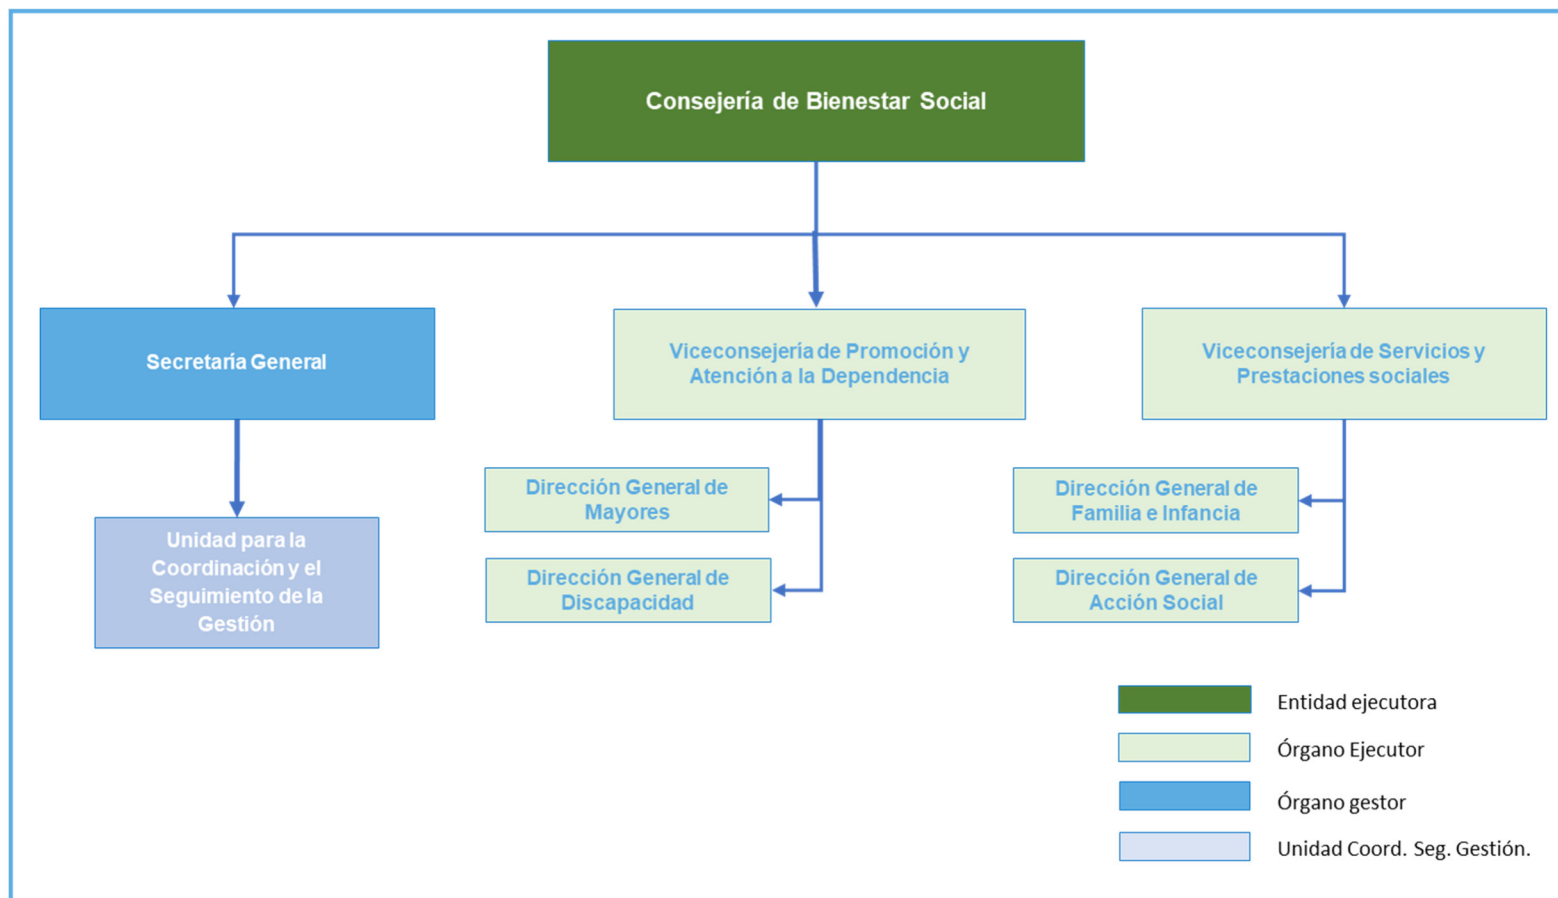 Consejería de Bienestar Social
Secretaría General
Viceconsejería de Promoción y
Atención a la Dependencia
Viceconsejería de Servicios y
Prestaciones sociales
Unidad para la
Coordinación y el
Seguimiento de la
Gestión
Dirección General de
Mayores
Dirección General de
Discapacidad
Dirección General de
Familia e Infancia
Dirección General de
Acción Social
Entidad ejecutora
Órgano Ejecutor
Órgano gestor
Unidad Coord. Seg. Gestión.